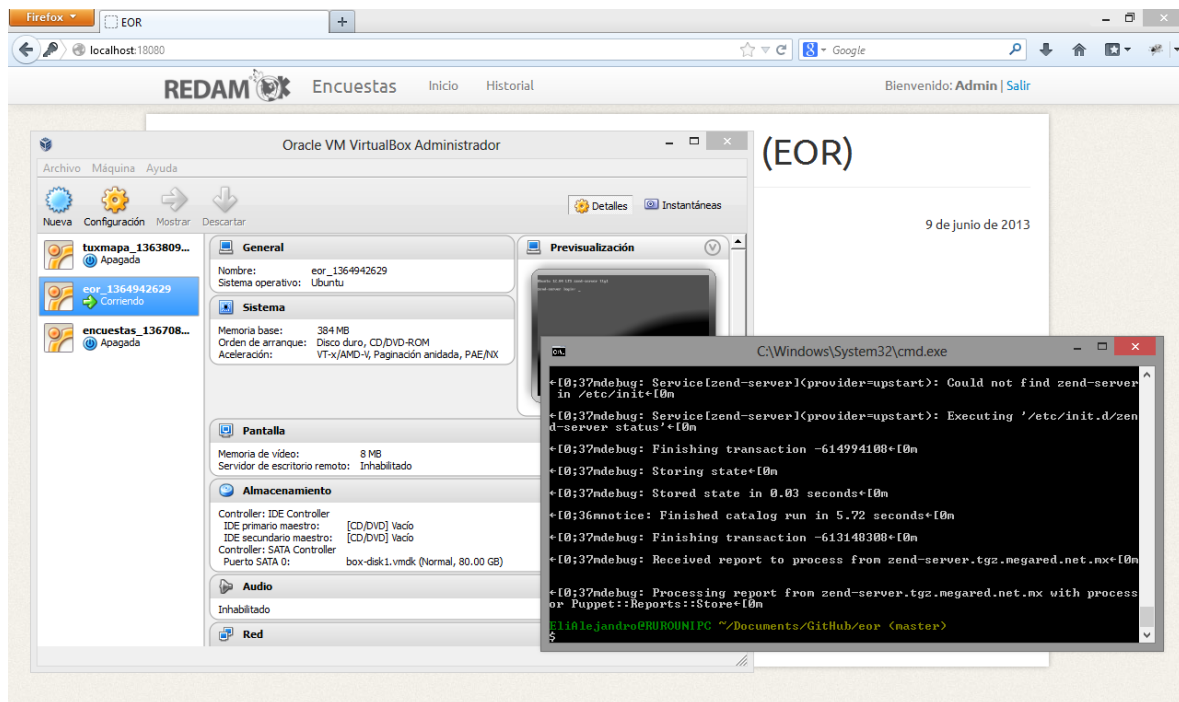 Firefox
EOR
localhost:18080
Google
REDAM Encuestas Inicio Historial Bienvenido: Admin | Salir
(EOR)
9 de junio de 2013
Oracle VM VirtualBox Administrador
Archivo Máquina Ayuda
Nueva Configuración Mostrar Descartar
Detalles Instantáneas
tuxmapa_1363809...
Apagada
eor_1364942629
Corriendo
encuestas_136708...
Apagada
General
Nombre: eor_1364942629
Sistema operativo: Ubuntu
Sistema
Memoria base: 384 MB
Orden de arranque: Disco duro, CD/DVD-ROM
Aceleración: VT-x/AMD-V, Paginación anidada, PAE/NX
Previsualización
Pantalla
Memoria de vídeo: 8 MB
Servidor de escritorio remoto: Inhabilitado
Almacenamiento
Controller: IDE Controller
IDE primario maestro: [CD/DVD] Vacío
IDE secundario maestro: [CD/DVD] Vacío
Controller: SATA Controller
Puerto SATA 0: box-disk1.vmdk (Normal, 80.00 GB)
Audio
Inhabilitado
Red
C:\Windows\System32\cmd.exe
←[0;37mdebug: Service[zend-server](provider=upstart): Could not find zend-server
in /etc/init←[0m
←[0;37mdebug: Service[zend-server](provider=upstart): Executing '/etc/init.d/zen
d-server status'←[0m
←[0;37mdebug: Finishing transaction -614994108←[0m
←[0;37mdebug: Storing state←[0m
←[0;37mdebug: Stored state in 0.03 seconds←[0m
←[0;36mnotice: Finished catalog run in 5.72 seconds←[0m
←[0;37mdebug: Finishing transaction -613148308←[0m
←[0;37mdebug: Received report to process from zend-server.tgz.megared.net.mx←[0m
←[0;37mdebug: Processing report from zend-server.tgz.megared.net.mx with process
or Puppet::Reports::Store←[0m
EliAlejandro@RUROUNIPC ~/Documents/GitHub/eor (master)
$